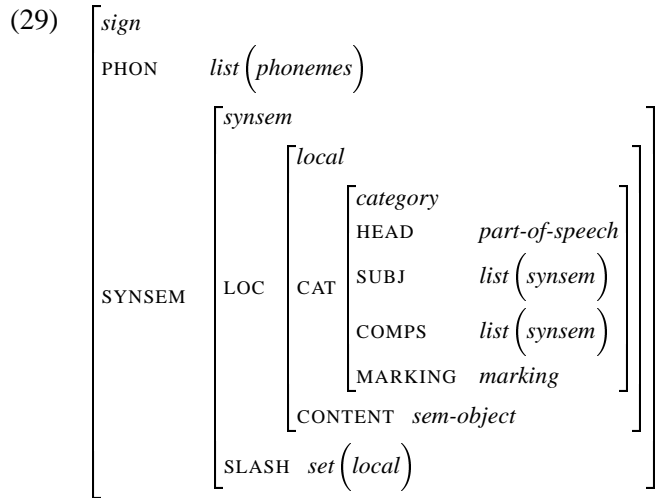 (29) sign
PHON list(phonemes)
synsem
local
category
HEAD part-of-speech
SYNSEM LOC CAT SUBJ list(synsem)
COMPS list(synsem)
MARKING marking
CONTENT sem-object
SLASH set(local)